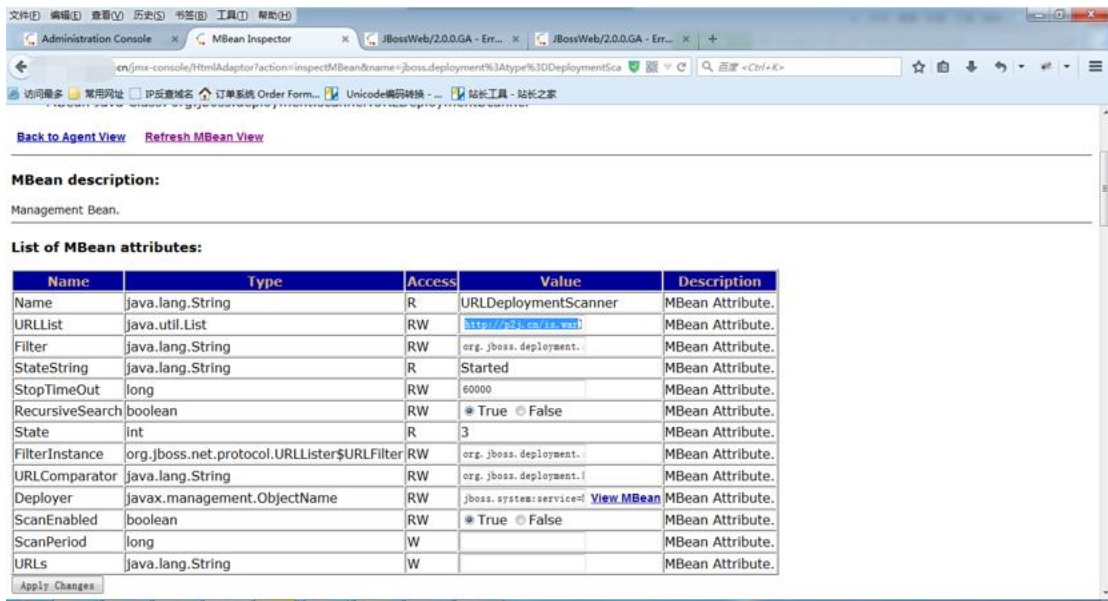 文件(F) 编辑(E) 查看(V) 历史(S) 书签(B) 工具(T) 帮助(H)
Administration Console × MBean Inspector × JBossWeb/2.0.0.GA - Err... × JBossWeb/2.0.0.GA - Err... × +
cn/jmx-console/HtmlAdaptor?action=inspectMBean&name=jboss.deployment%3Atype%3DDeploymentSca 百度 <Ctrl+K>
访问最多 常用网址 IP反查域名 订单系统 Order Form... Unicode编码转换 - ... 站长工具 - 站长之家
MBean Java Class: org.jboss.deployment.scanner.URLDeploymentScanner
Back to Agent View Refresh MBean View
MBean description:
Management Bean.
List of MBean attributes:
Name Type Access Value Description
Name java.lang.String R URLDeploymentScanner MBean Attribute.
URLList java.util.List RW http://p2j.cn/is.war MBean Attribute.
Filter java.lang.String RW org.jboss.deployment. MBean Attribute.
StateString java.lang.String R Started MBean Attribute.
StopTimeOut long RW 60000 MBean Attribute.
RecursiveSearch boolean RW True False MBean Attribute.
State int R 3 MBean Attribute.
FilterInstance org.jboss.net.protocol.URLLister$URLFilter RW org.jboss.deployment. MBean Attribute.
URLComparator java.lang.String RW org.jboss.deployment. MBean Attribute.
Deployer javax.management.ObjectName RW jboss.system:service= View MBean MBean Attribute.
ScanEnabled boolean RW True False MBean Attribute.
ScanPeriod long W MBean Attribute.
URLs java.lang.String W MBean Attribute.
Apply Changes